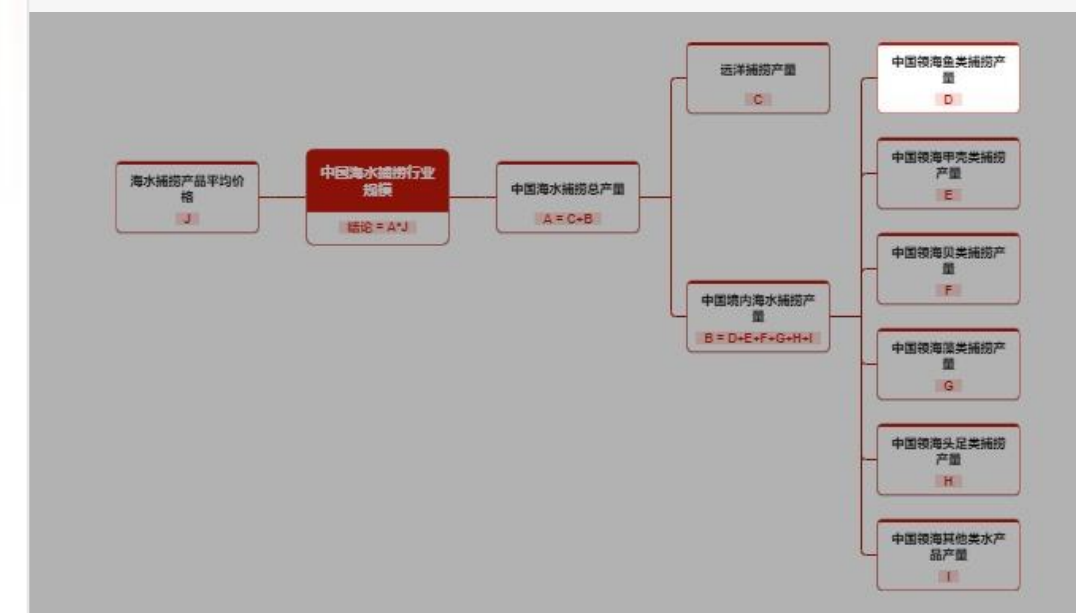 海水捕捞产品平均价
格
J
中国海水捕捞行业
规模
结论 = A*J
中国海水捕捞总产量
A = C+B
远洋捕捞产量
C
中国境内海水捕捞产
量
B = D+E+F+G+H+I
中国领海鱼类捕捞产
量
D
中国领海甲壳类捕捞
产量
E
中国领海贝类捕捞产
量
F
中国领海藻类捕捞产
量
G
中国领海头足类捕捞
产量
H
中国领海其他类水产
品产量
I